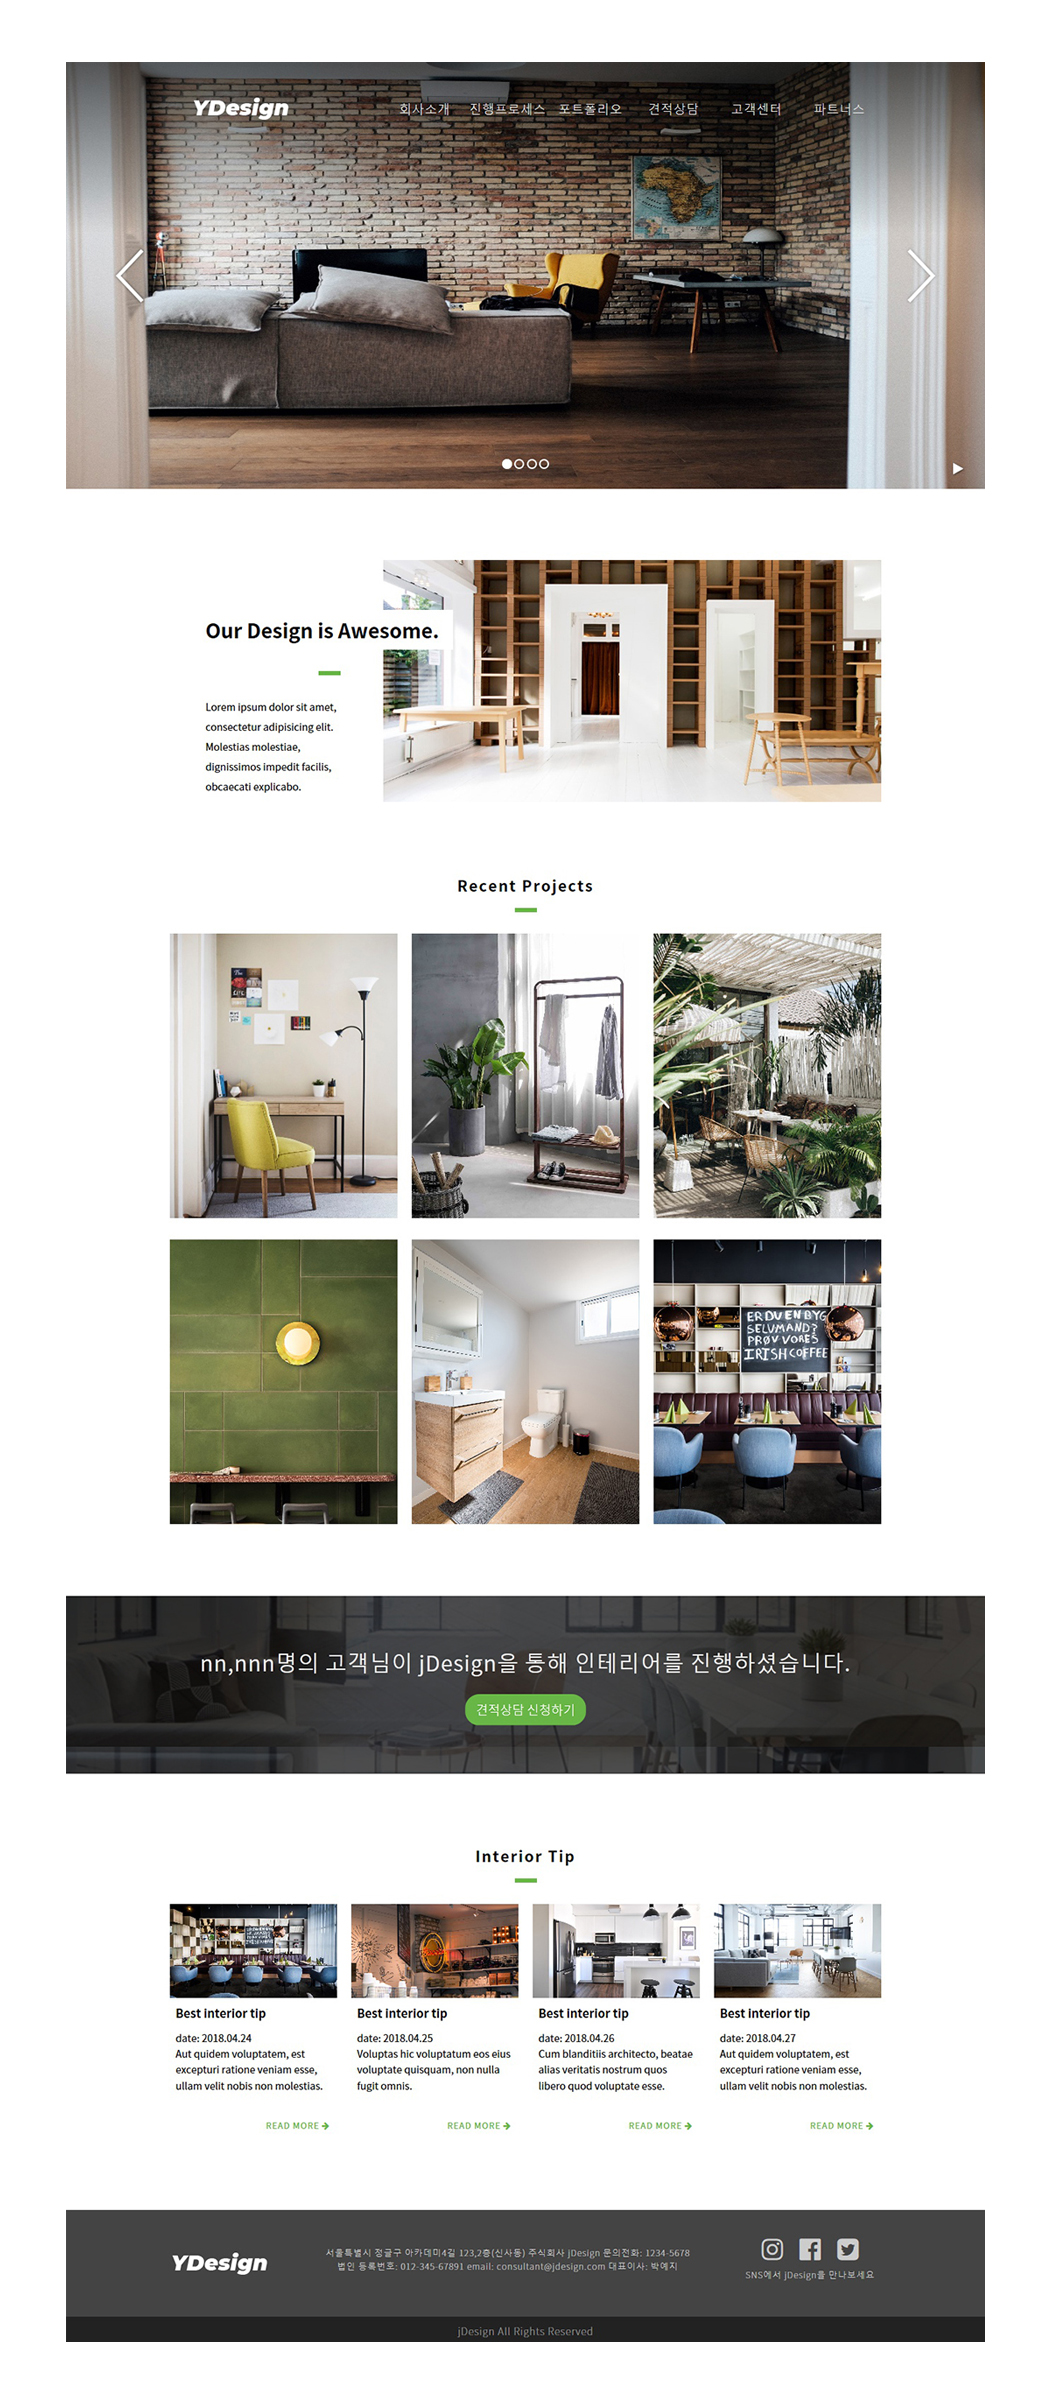 YDesign
회사소개 진행프로세스 포트폴리오 견적상담 고객센터 파트너스
Our Design is Awesome.
Lorem ipsum dolor sit amet,
consectetur adipisicing elit.
Molestias molestiae,
dignissimos impedit facilis,
obcaecati explicabo.
Recent Projects
ERDUENBYG
SELVMAND?
PRØV VORES
IRISHCOFFEE
nn,nnn명의 고객님이 jDesign을 통해 인테리어를 진행하셨습니다.
견적상담 신청하기
Interior Tip
Best interior tip
date: 2018.04.24
Aut quidem voluptatem, est
excepturi ratione veniam esse,
ullam velit nobis non molestias.
READ MORE
Best interior tip
date: 2018.04.25
Voluptas hic voluptatum eos eius
voluptate quisquam, non nulla
fugit omnis.
READ MORE
Best interior tip
date: 2018.04.26
Cum blanditiis architecto, beatae
alias veritatis nostrum quos
libero quod voluptate esse.
READ MORE
Best interior tip
date: 2018.04.27
Aut quidem voluptatem, est
excepturi ratione veniam esse,
ullam velit nobis non molestias.
READ MORE
YDesign
서울특별시 정글구 아카데미4길 123,2층(신사동) 주식회사 jDesign 문의전화: 1234-5678
법인 등록번호: 012-345-67891 email: consultant@jdesign.com 대표이사: 박예지
SNS에서 jDesign을 만나보세요
jDesign All Rights Reserved